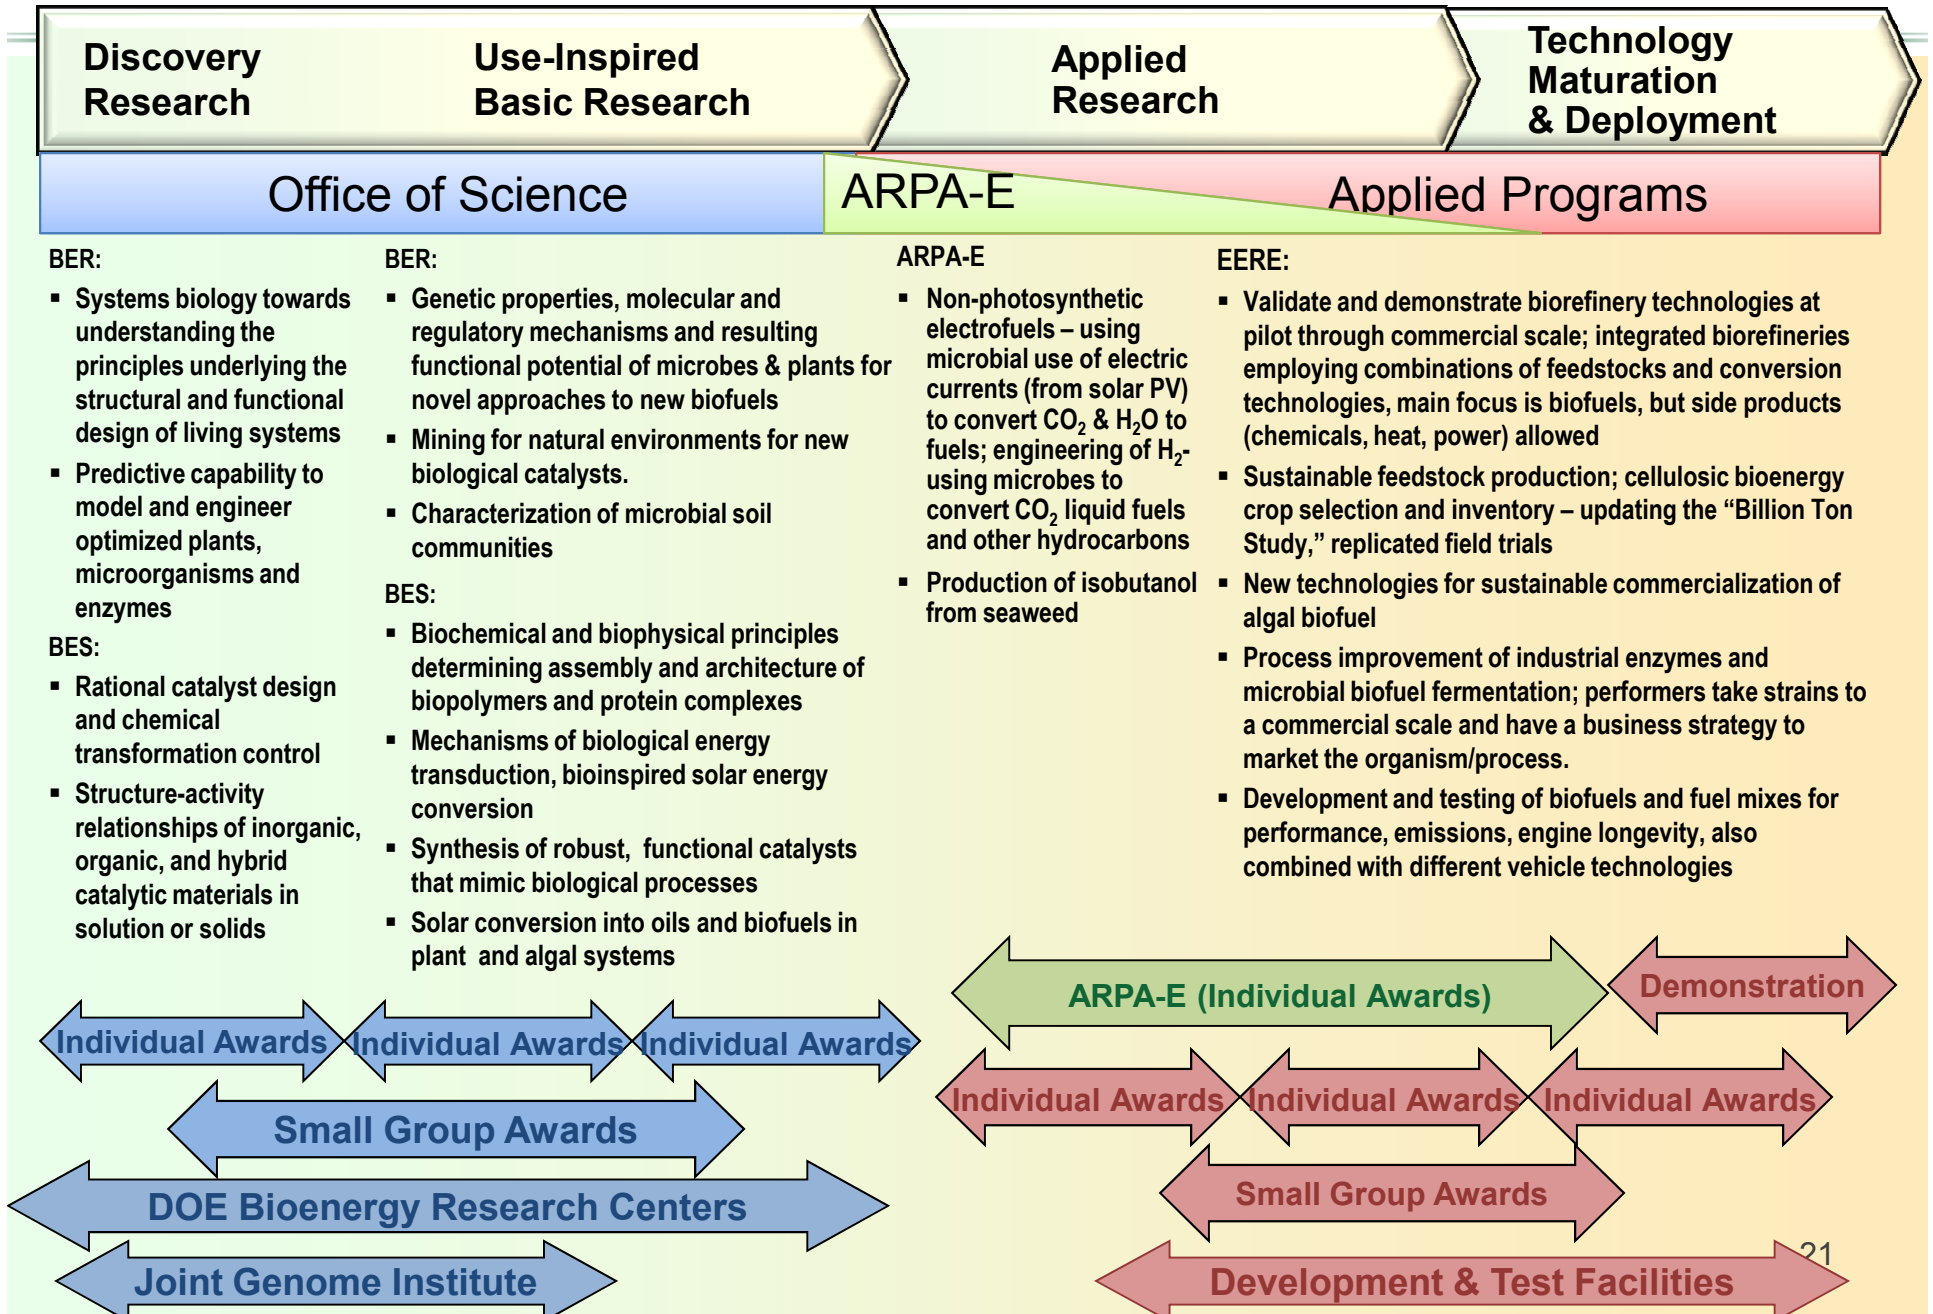 Discovery
Research
Use-Inspired
Basic Research
Applied
Research
Technology
Maturation
& Deployment
Office of Science
ARPA-E
Applied Programs
BER:
▪ Systems biology towards
understanding the
principles underlying the
structural and functional
design of living systems
▪ Predictive capability to
model and engineer
optimized plants,
microorganisms and
enzymes
BES:
▪ Rational catalyst design
and chemical
transformation control
▪ Structure-activity
relationships of inorganic,
organic, and hybrid
catalytic materials in
solution or solids
BER:
▪ Genetic properties, molecular and
regulatory mechanisms and resulting
functional potential of microbes & plants for
novel approaches to new biofuels
▪ Mining for natural environments for new
biological catalysts.
▪ Characterization of microbial soil
communities
BES:
▪ Biochemical and biophysical principles
determining assembly and architecture of
biopolymers and protein complexes
▪ Mechanisms of biological energy
transduction, bioinspired solar energy
conversion
▪ Synthesis of robust, functional catalysts
that mimic biological processes
▪ Solar conversion into oils and biofuels in
plant and algal systems
ARPA-E
▪ Non-photosynthetic
electrofuels – using
microbial use of electric
currents (from solar PV)
to convert CO₂ & H₂O to
fuels; engineering of H₂-
using microbes to
convert CO₂ liquid fuels
and other hydrocarbons
▪ Production of isobutanol
from seaweed
EERE:
▪ Validate and demonstrate biorefinery technologies at
pilot through commercial scale; integrated biorefineries
employing combinations of feedstocks and conversion
technologies, main focus is biofuels, but side products
(chemicals, heat, power) allowed
▪ Sustainable feedstock production; cellulosic bioenergy
crop selection and inventory – updating the “Billion Ton
Study,” replicated field trials
▪ New technologies for sustainable commercialization of
algal biofuel
▪ Process improvement of industrial enzymes and
microbial biofuel fermentation; performers take strains to
a commercial scale and have a business strategy to
market the organism/process.
▪ Development and testing of biofuels and fuel mixes for
performance, emissions, engine longevity, also
combined with different vehicle technologies
Individual Awards
Individual Awards
Individual Awards
Small Group Awards
DOE Bioenergy Research Centers
Joint Genome Institute
ARPA-E (Individual Awards)
Demonstration
Individual Awards
Individual Awards
Individual Awards
Small Group Awards
21
Development & Test Facilities